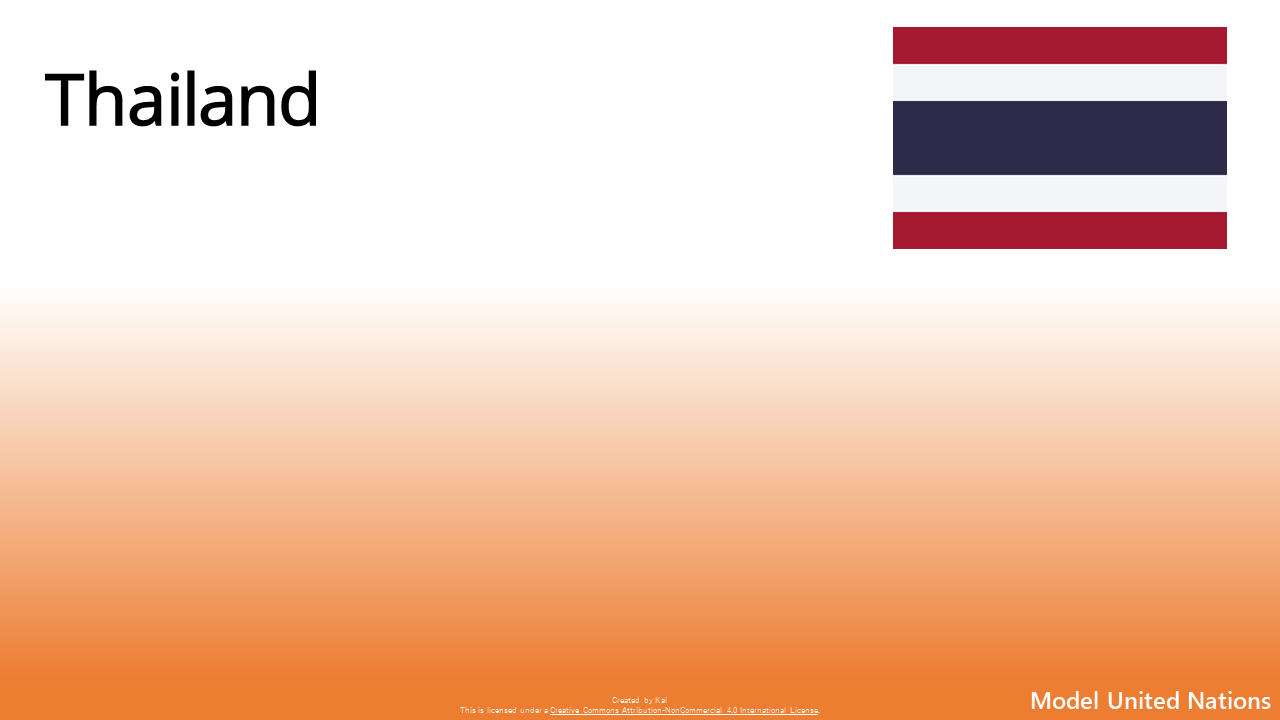 Thailand
Created by Kai
This is licensed under a Creative Commons Attribution-NonCommercial 4.0 International License.
Model United Nations